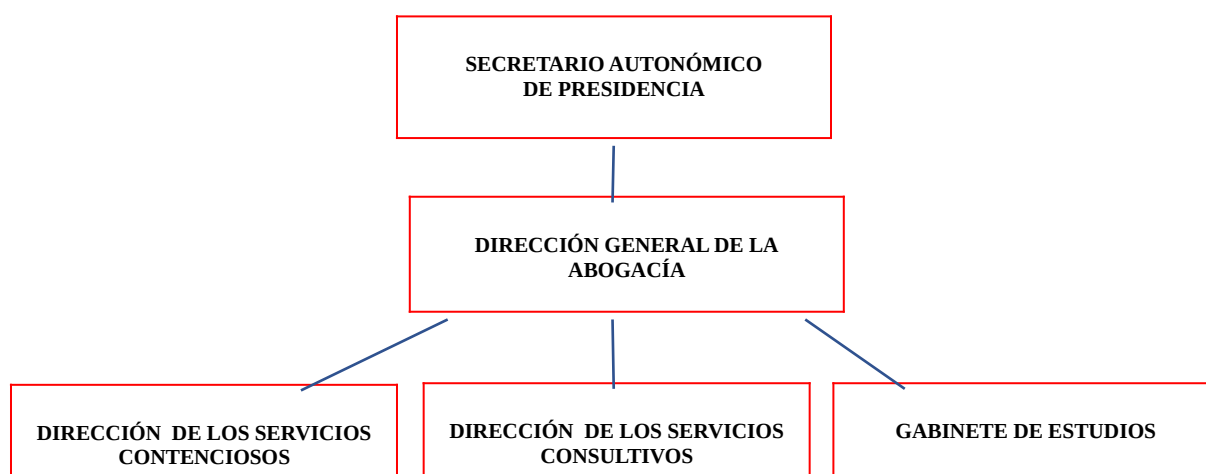 SECRETARIO AUTONÓMICO
DE PRESIDENCIA
DIRECCIÓN GENERAL DE LA
ABOGACÍA
DIRECCIÓN DE LOS SERVICIOS
CONTENCIOSOS
DIRECCIÓN DE LOS SERVICIOS
CONSULTIVOS
GABINETE DE ESTUDIOS